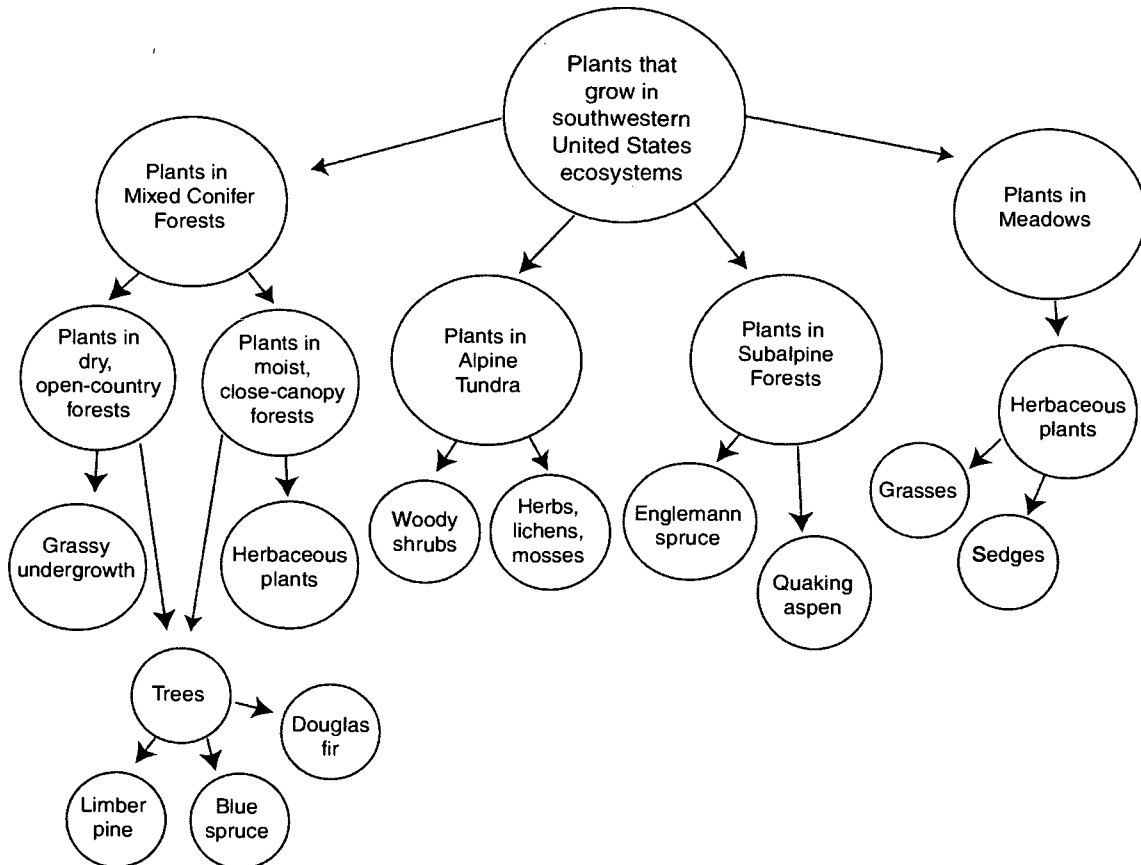 Plants that
grow in
southwestern
United States
ecosystems
Plants in
Mixed Conifer
Forests
Plants in
Meadows
Plants in
dry,
open-country
forests
Plants in
moist,
close-canopy
forests
Plants in
Alpine
Tundra
Plants in
Subalpine
Forests
Herbaceous
plants
Grassy
undergrowth
Herbaceous
plants
Woody
shrubs
Herbs,
lichens,
mosses
Englemann
spruce
Quaking
aspen
Grasses
Sedges
Trees
Douglas
fir
Limber
pine
Blue
spruce